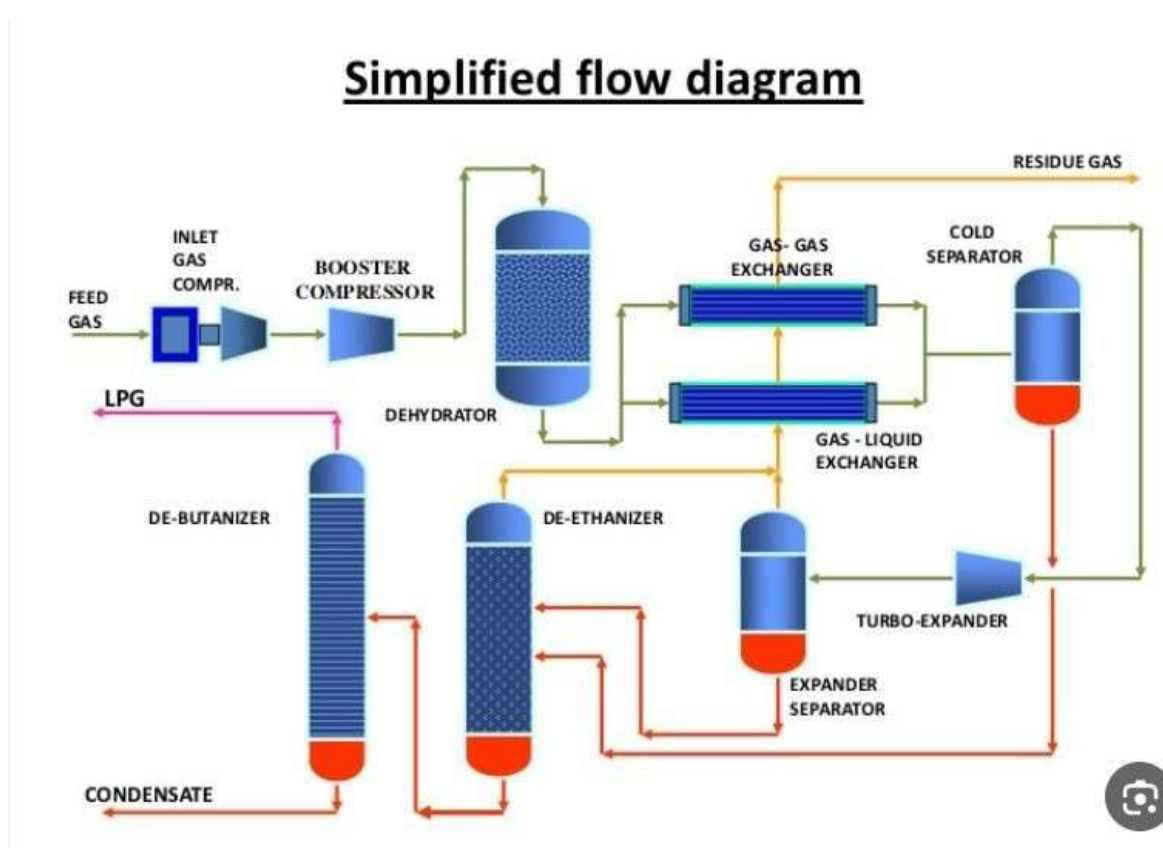 Simplified flow diagram
RESIDUE GAS
INLET
GAS
COMPR.
BOOSTER
COMPRESSOR
GAS- GAS
EXCHANGER
COLD
SEPARATOR
FEED
GAS
LPG
DEHYDRATOR
GAS - LIQUID
EXCHANGER
DE-BUTANIZER
DE-ETHANIZER
TURBO-EXPANDER
EXPANDER
SEPARATOR
CONDENSATE